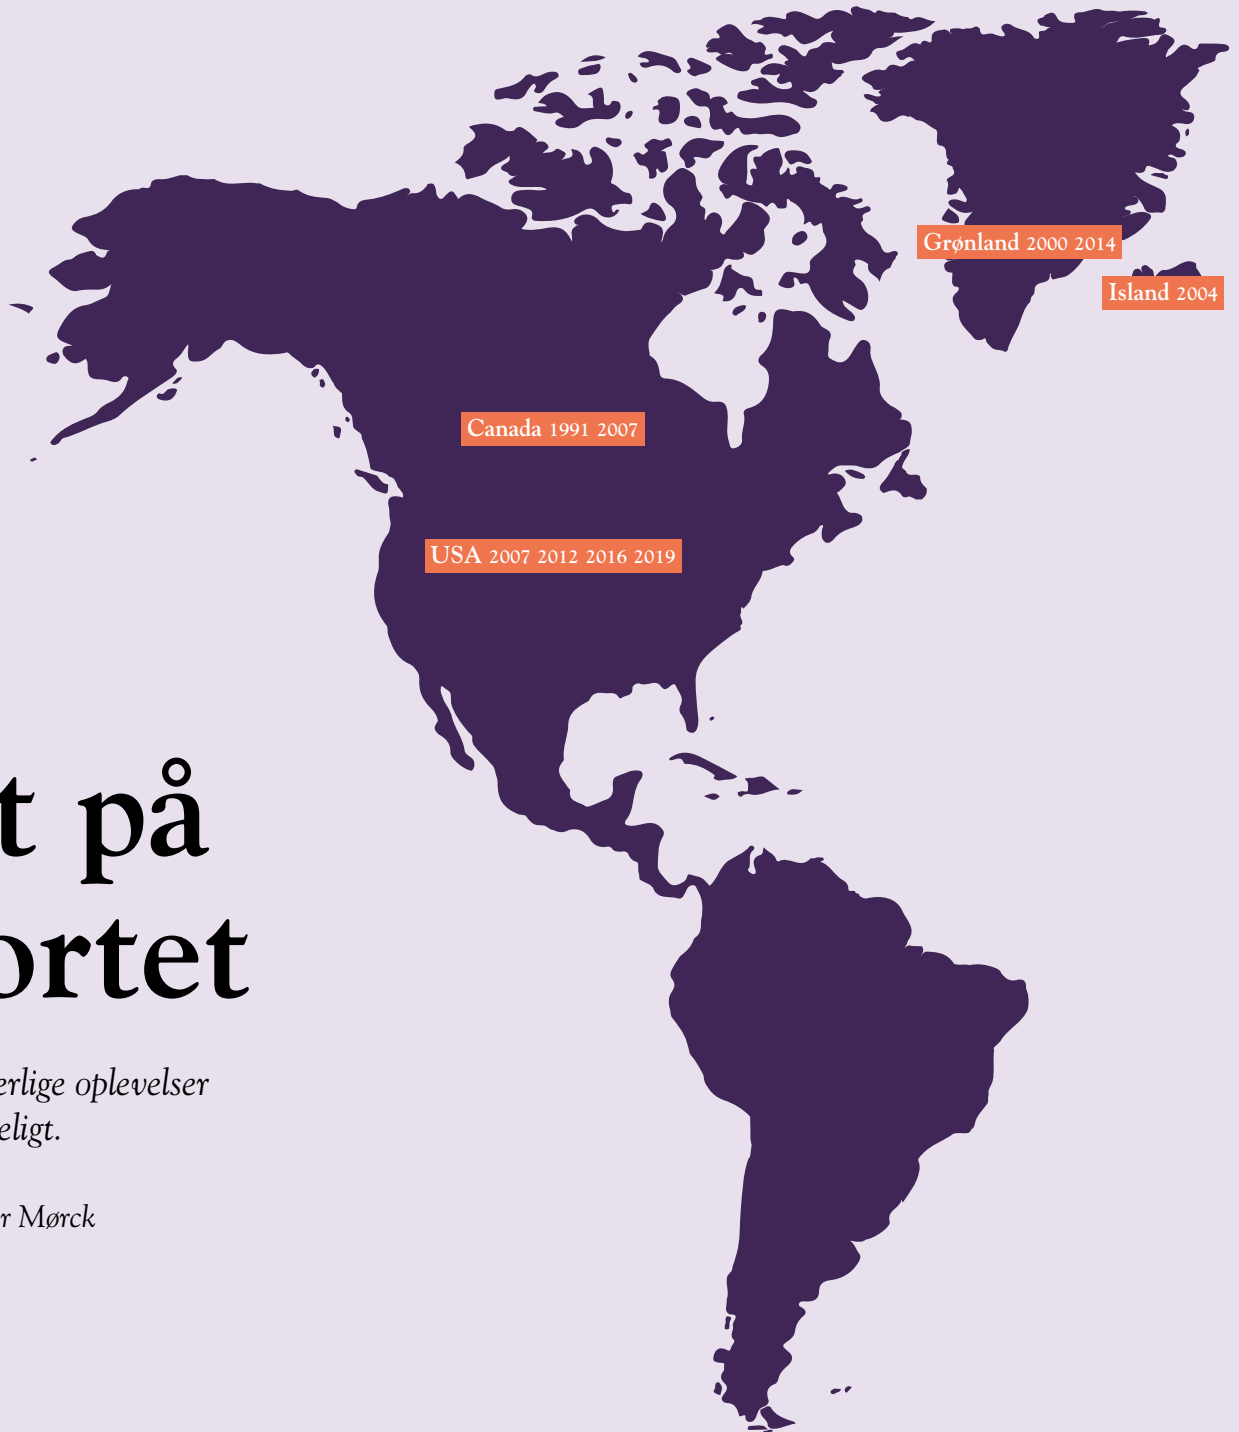 Grønland 2000 2014
Island 2004
Canada 1991 2007
USA 2007 2012 2016 2019
t på
ortet
erlige oplevelser
eligt.
r Mørck